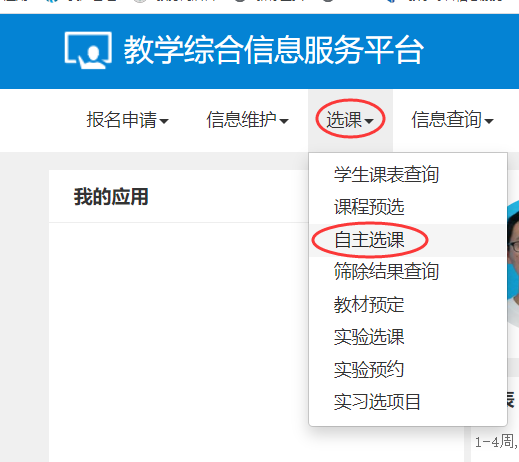 教学综合信息服务平台
报名申请 信息维护 选课 信息查询
我的应用
学生课表查询
课程预选
自主选课
筛除结果查询
教材预定
实验选课
实验预约
实习选项目
表
1-4周,